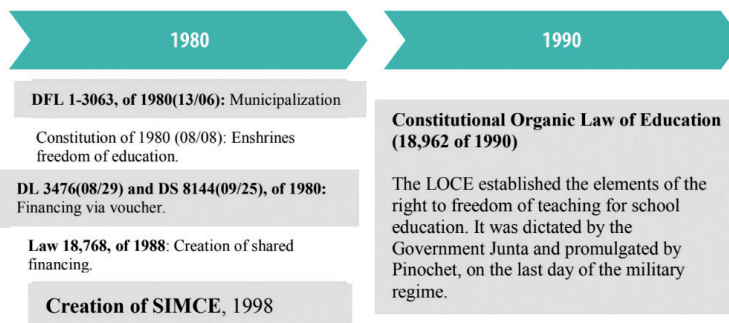 1980
DFL 1-3063, of 1980(13/06): Municipalization
Constitution of 1980 (08/08): Enshrines
freedom of education.
DL 3476(08/29) and DS 8144(09/25), of 1980:
Financing via voucher.
Law 18,768, of 1988: Creation of shared
financing.
Creation of SIMCE, 1998
1990
Constitutional Organic Law of Education
(18,962 of 1990)
The LOCE established the elements of the
right to freedom of teaching for school
education. It was dictated by the
Government Junta and promulgated by
Pinochet, on the last day of the military
regime.